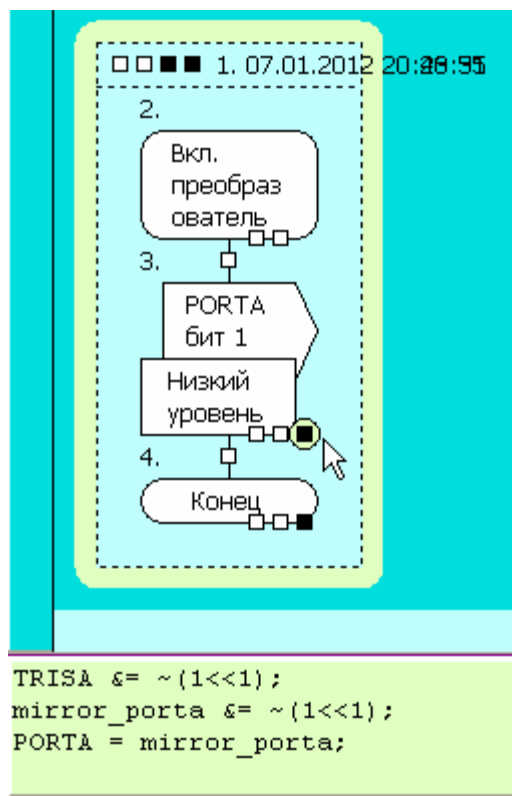 1. 07.01.2012
2.
Вкл.
преобраз
ователь
3.
PORTA
бит 1
Низкий
уровень
4.
Конец
TRISA &= ~(1<<1);
mirror_porta &= ~(1<<1);
PORTA = mirror_porta;